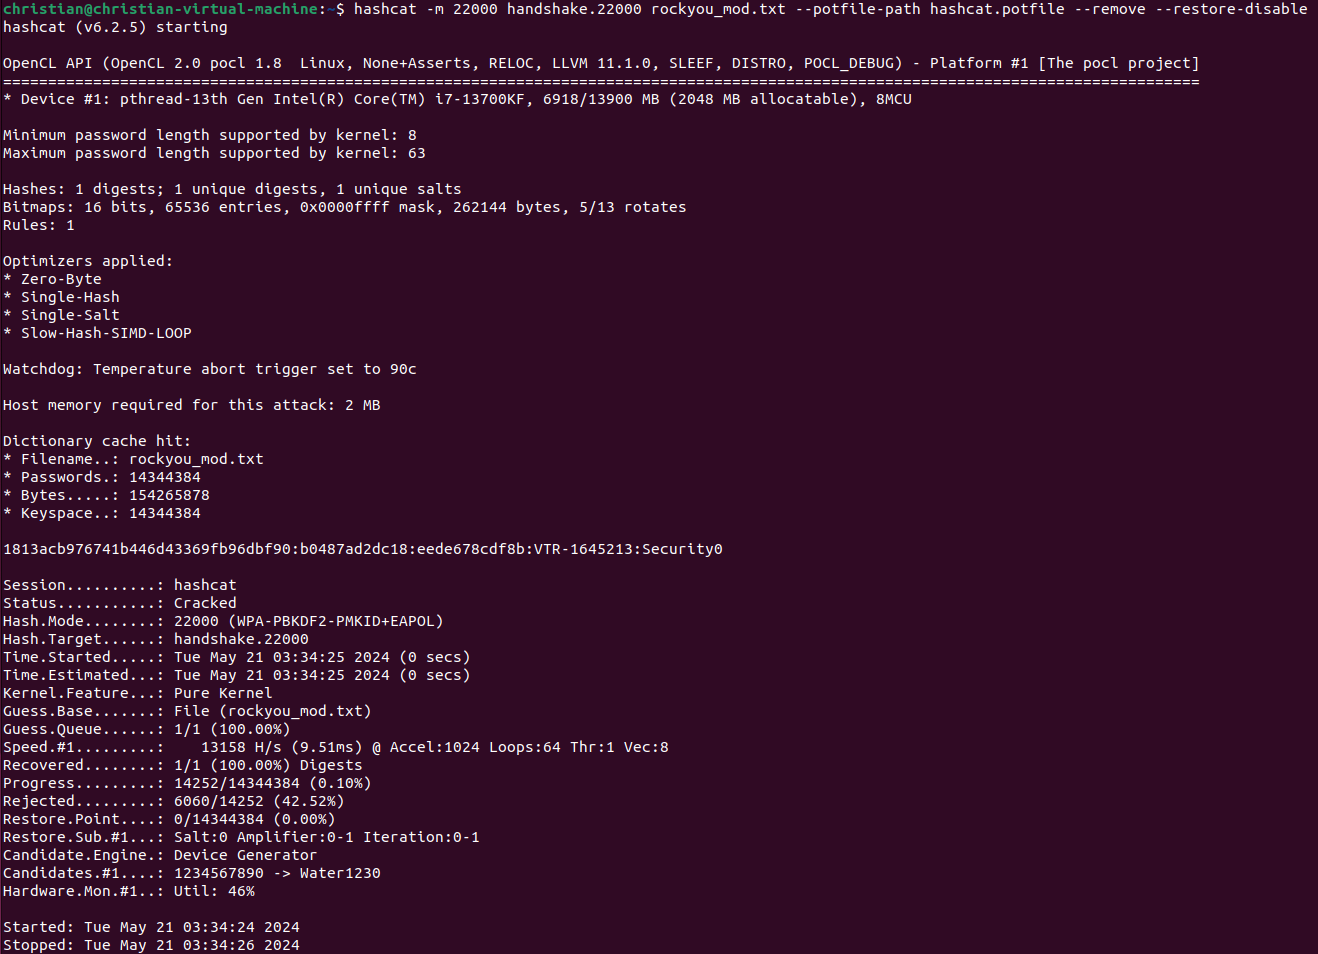 christian@christian-virtual-machine:~$ hashcat -m 22000 handshake.22000 rockyou_mod.txt --potfile-path hashcat.potfile --remove --restore-disable
hashcat (v6.2.5) starting
OpenCL API (OpenCL 2.0 pocl 1.8  Linux, None+Asserts, RELOC, LLVM 11.1.0, SLEEF, DISTRO, POCL_DEBUG) - Platform #1 [The pocl project]
=====================================================================================================================================
* Device #1: pthread-13th Gen Intel(R) Core(TM) i7-13700KF, 6918/13900 MB (2048 MB allocatable), 8MCU
Minimum password length supported by kernel: 8
Maximum password length supported by kernel: 63
Hashes: 1 digests; 1 unique digests, 1 unique salts
Bitmaps: 16 bits, 65536 entries, 0x0000ffff mask, 262144 bytes, 5/13 rotates
Rules: 1
Optimizers applied:
* Zero-Byte
* Single-Hash
* Single-Salt
* Slow-Hash-SIMD-LOOP
Watchdog: Temperature abort trigger set to 90c
Host memory required for this attack: 2 MB
Dictionary cache hit:
* Filename..: rockyou_mod.txt
* Passwords.: 14344384
* Bytes.....: 154265878
* Keyspace..: 14344384
1813acb976741b446d43369fb96dbf90:b0487ad2dc18:eede678cdf8b:VTR-1645213:Security0
Session..........: hashcat
Status...........: Cracked
Hash.Mode........: 22000 (WPA-PBKDF2-PMKID+EAPOL)
Hash.Target......: handshake.22000
Time.Started.....: Tue May 21 03:34:25 2024 (0 secs)
Time.Estimated...: Tue May 21 03:34:25 2024 (0 secs)
Kernel.Feature...: Pure Kernel
Guess.Base.......: File (rockyou_mod.txt)
Guess.Queue......: 1/1 (100.00%)
Speed.#1.........:    13158 H/s (9.51ms) @ Accel:1024 Loops:64 Thr:1 Vec:8
Recovered........: 1/1 (100.00%) Digests
Progress.........: 14252/14344384 (0.10%)
Rejected.........: 6060/14252 (42.52%)
Restore.Point....: 0/14344384 (0.00%)
Restore.Sub.#1...: Salt:0 Amplifier:0-1 Iteration:0-1
Candidate.Engine.: Device Generator
Candidates.#1....: 1234567890 -> Water1230
Hardware.Mon.#1..: Util: 46%
Started: Tue May 21 03:34:24 2024
Stopped: Tue May 21 03:34:26 2024